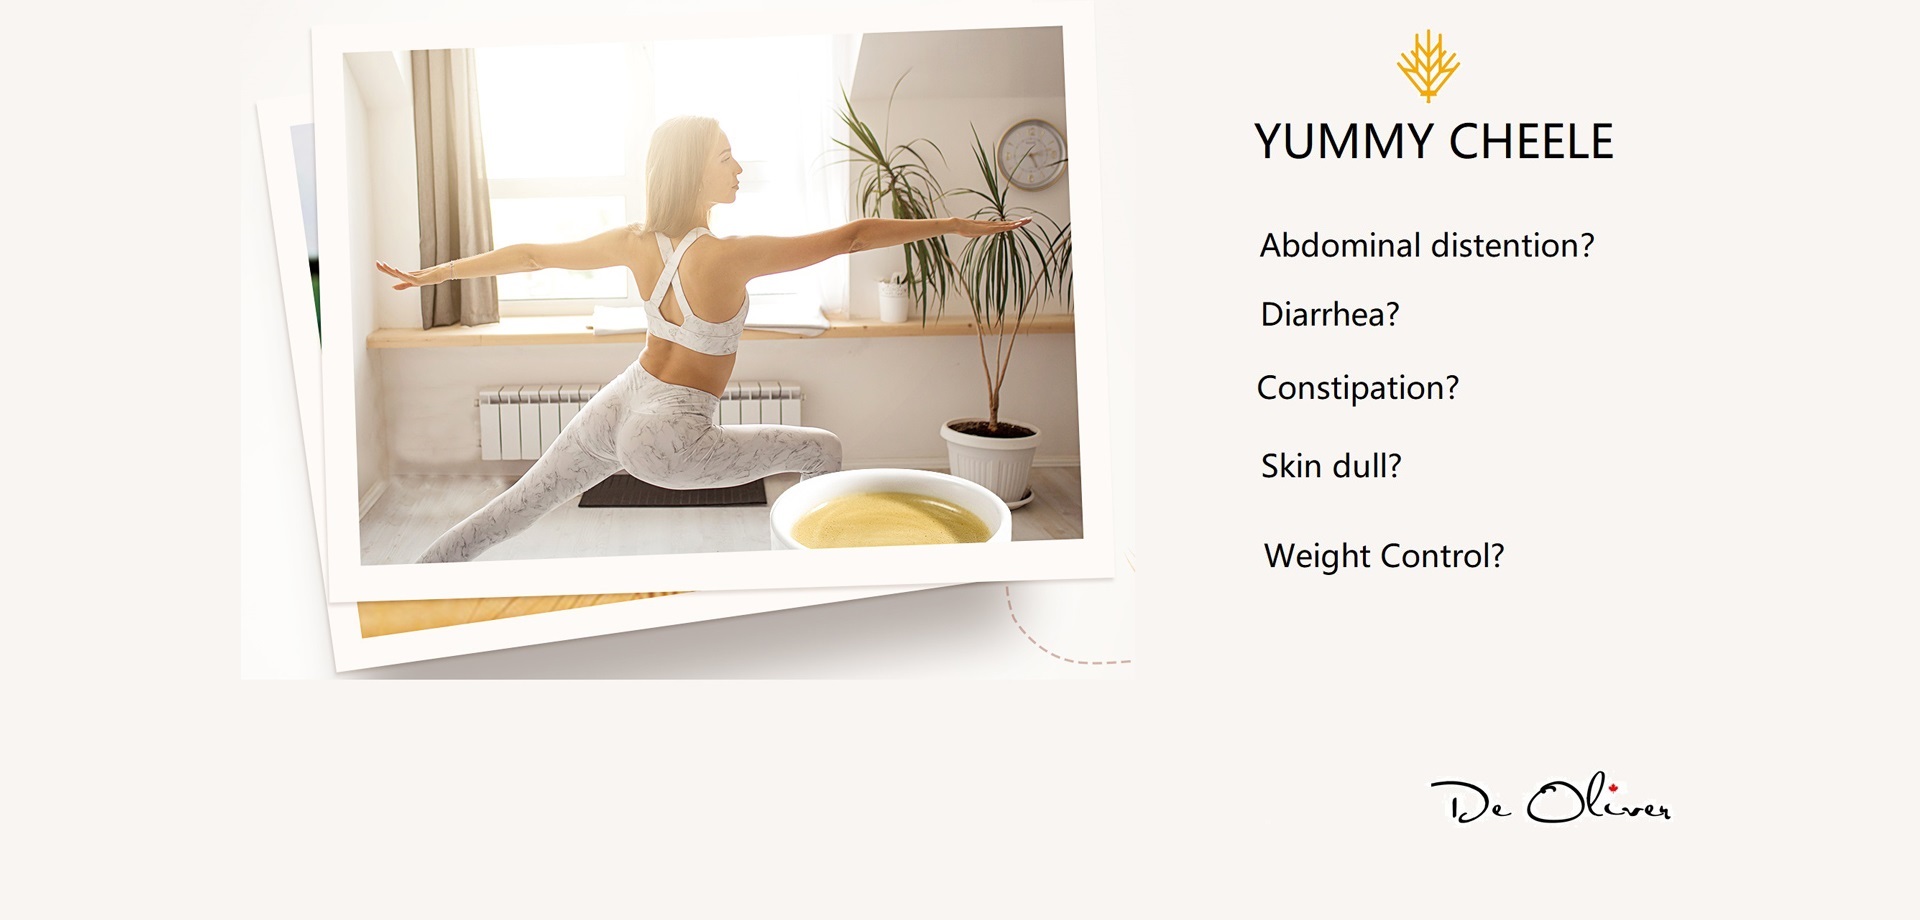 YUMMY CHEELE
Abdominal distention?
Diarrhea?
Constipation?
Skin dull?
Weight Control?
De Oliver